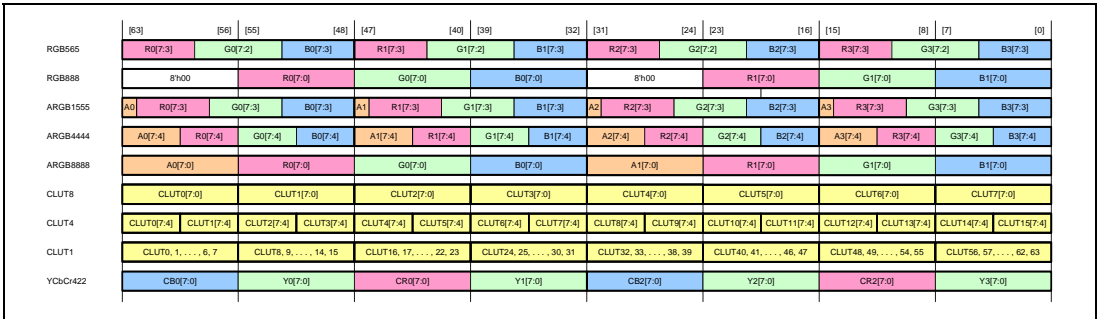 [63] [56] [55] [48] [47] [40] [39] [32] [31] [24] [23] [16] [15] [8] [7] [0]
RGB565 R0[7:3] G0[7:2] B0[7:3] R1[7:3] G1[7:2] B1[7:3] R2[7:3] G2[7:2] B2[7:3] R3[7:3] G3[7:2] B3[7:3]
RGB888 8'h00 R0[7:0] G0[7:0] B0[7:0] 8'h00 R1[7:0] G1[7:0] B1[7:0]
ARGB1555 A0 R0[7:3] G0[7:3] B0[7:3] A1 R1[7:3] G1[7:3] B1[7:3] A2 R2[7:3] G2[7:3] B2[7:3] A3 R3[7:3] G3[7:3] B3[7:3]
ARGB4444 A0[7:4] R0[7:4] G0[7:4] B0[7:4] A1[7:4] R1[7:4] G1[7:4] B1[7:4] A2[7:4] R2[7:4] G2[7:4] B2[7:4] A3[7:4] R3[7:4] G3[7:4] B3[7:4]
ARGB8888 A0[7:0] R0[7:0] G0[7:0] B0[7:0] A1[7:0] R1[7:0] G1[7:0] B1[7:0]
CLUT8 CLUT0[7:0] CLUT1[7:0] CLUT2[7:0] CLUT3[7:0] CLUT4[7:0] CLUT5[7:0] CLUT6[7:0] CLUT7[7:0]
CLUT4 CLUT0[7:4] CLUT1[7:4] CLUT2[7:4] CLUT3[7:4] CLUT4[7:4] CLUT5[7:4] CLUT6[7:4] CLUT7[7:4] CLUT8[7:4] CLUT9[7:4] CLUT10[7:4] CLUT11[7:4] CLUT12[7:4] CLUT13[7:4] CLUT14[7:4] CLUT15[7:4]
CLUT1 CLUT0, 1, . . . , 6, 7 CLUT8, 9, . . . , 14, 15 CLUT16, 17, . . . , 22, 23 CLUT24, 25, . . . , 30, 31 CLUT32, 33, . . . , 38, 39 CLUT40, 41, . . . , 46, 47 CLUT48, 49, . . . , 54, 55 CLUT56, 57, . . . , 62, 63
YCbCr422 CB0[7:0] Y0[7:0] CR0[7:0] Y1[7:0] CB2[7:0] Y2[7:0] CR2[7:0] Y3[7:0]